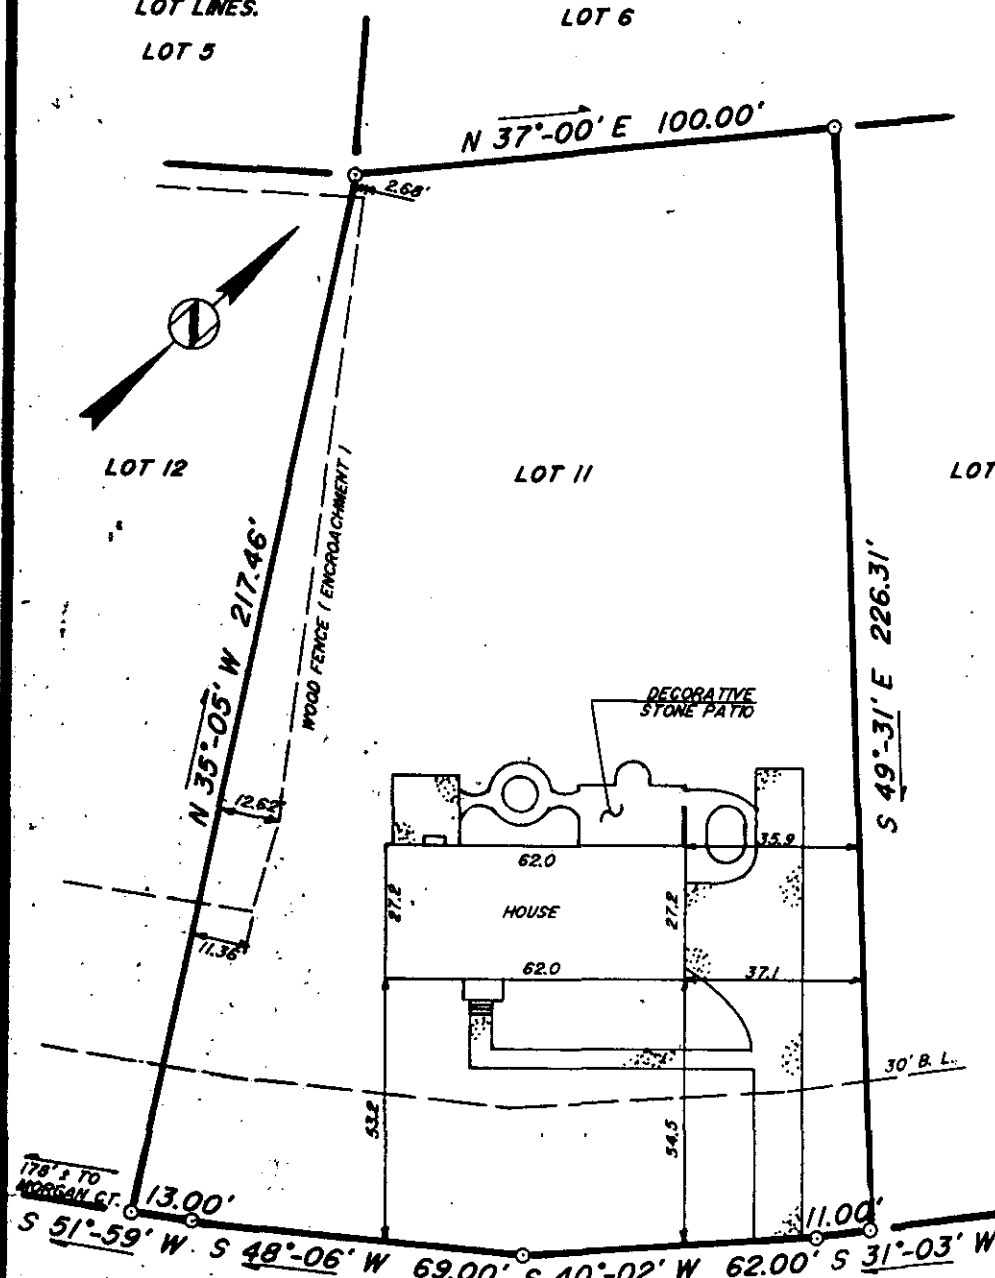 LOT LINES.
LOT 5
LOT 6
N 37°-00' E 100.00'
2.68'
LOT 12
LOT 11
LOT
WOOD FENCE ( ENCROACHMENT )
N 35°-05' W 217.46'
S 49°-31' E 226.31'
DECORATIVE
STONE PATIO
12.62
35.9
62.0
27.2
HOUSE
27.2
11.36
62.0
37.1
30' B. L.
53.2
54.5
178' ± TO
MORGAN CT.
13.00'
11.00'
S 51°-59' W
S 48°-06' W 69.00'
S 40°-02' W 62.00'
S 31°-03' W